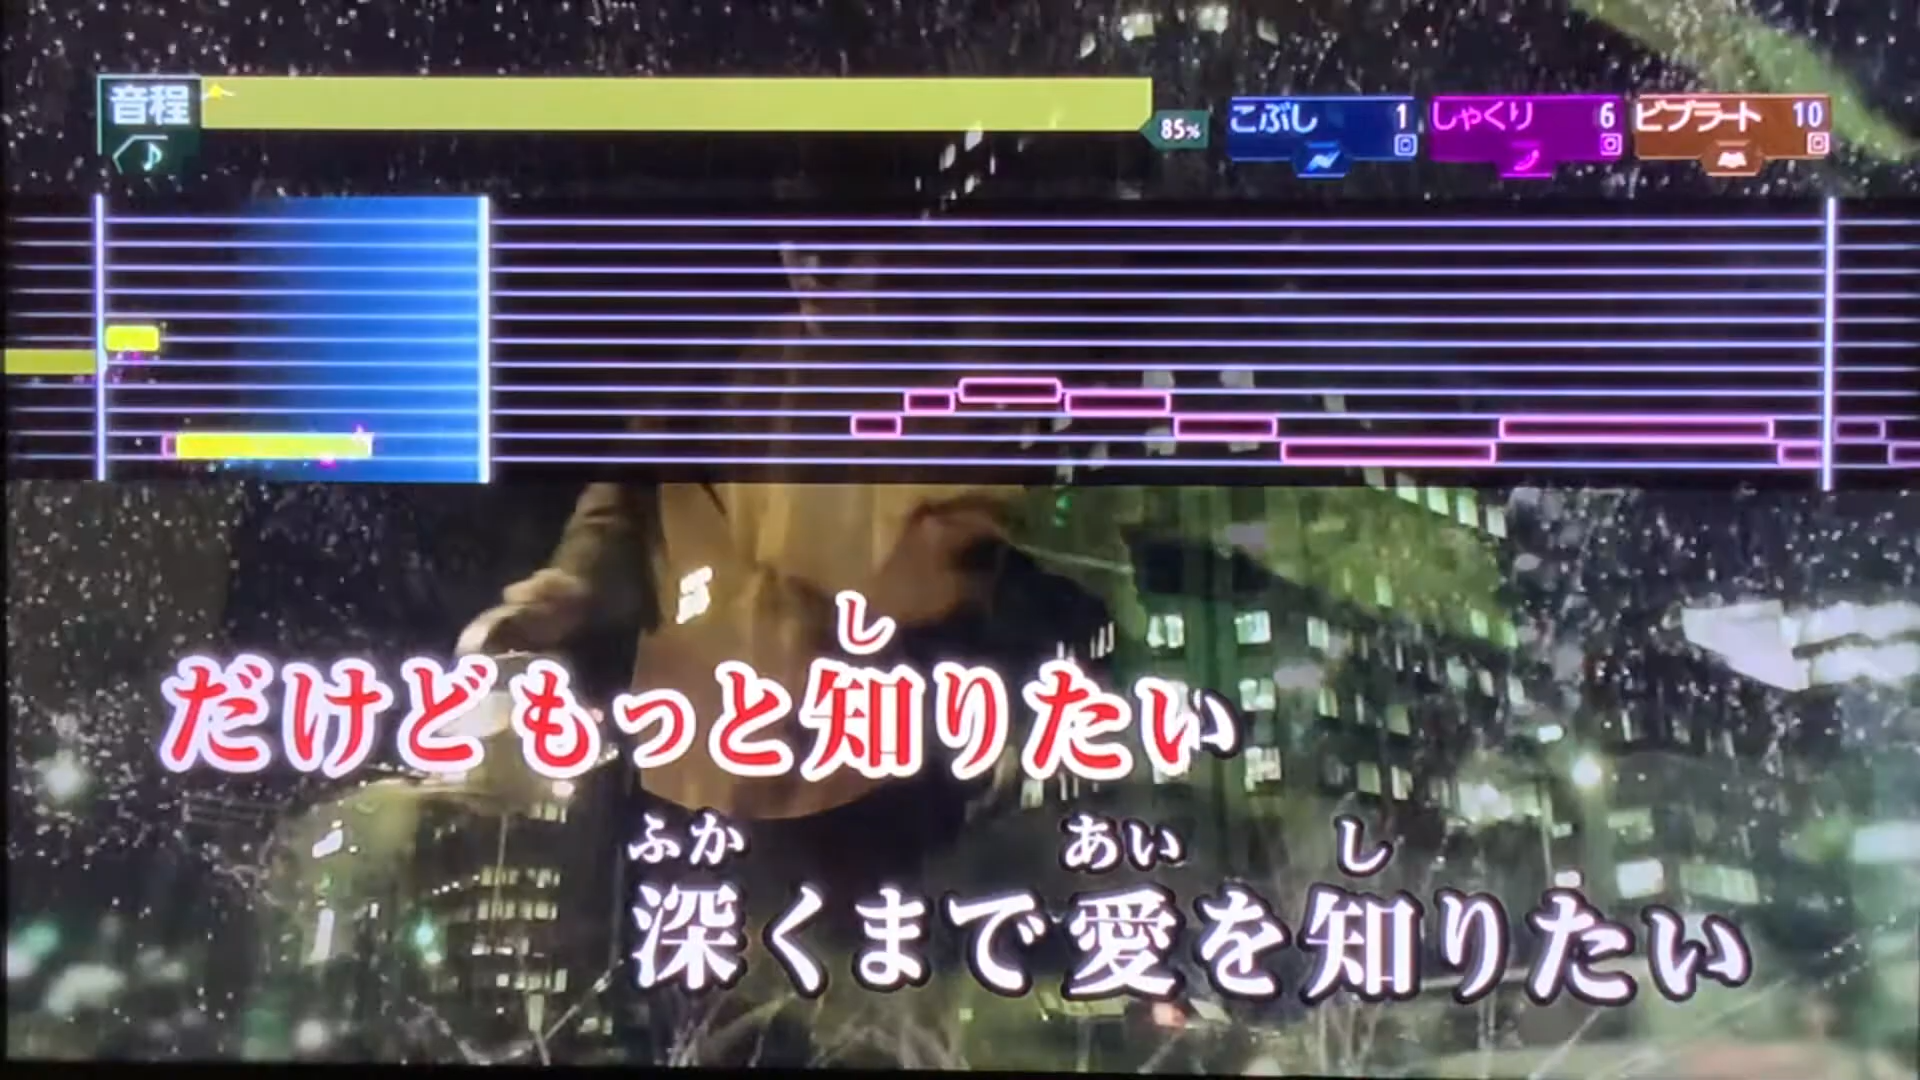 音程
85%
こぶし 1
しゃくり 6
ビブラート 10
し
だけどもっと知りたい
ふか あい し
深くまで愛を知りたい